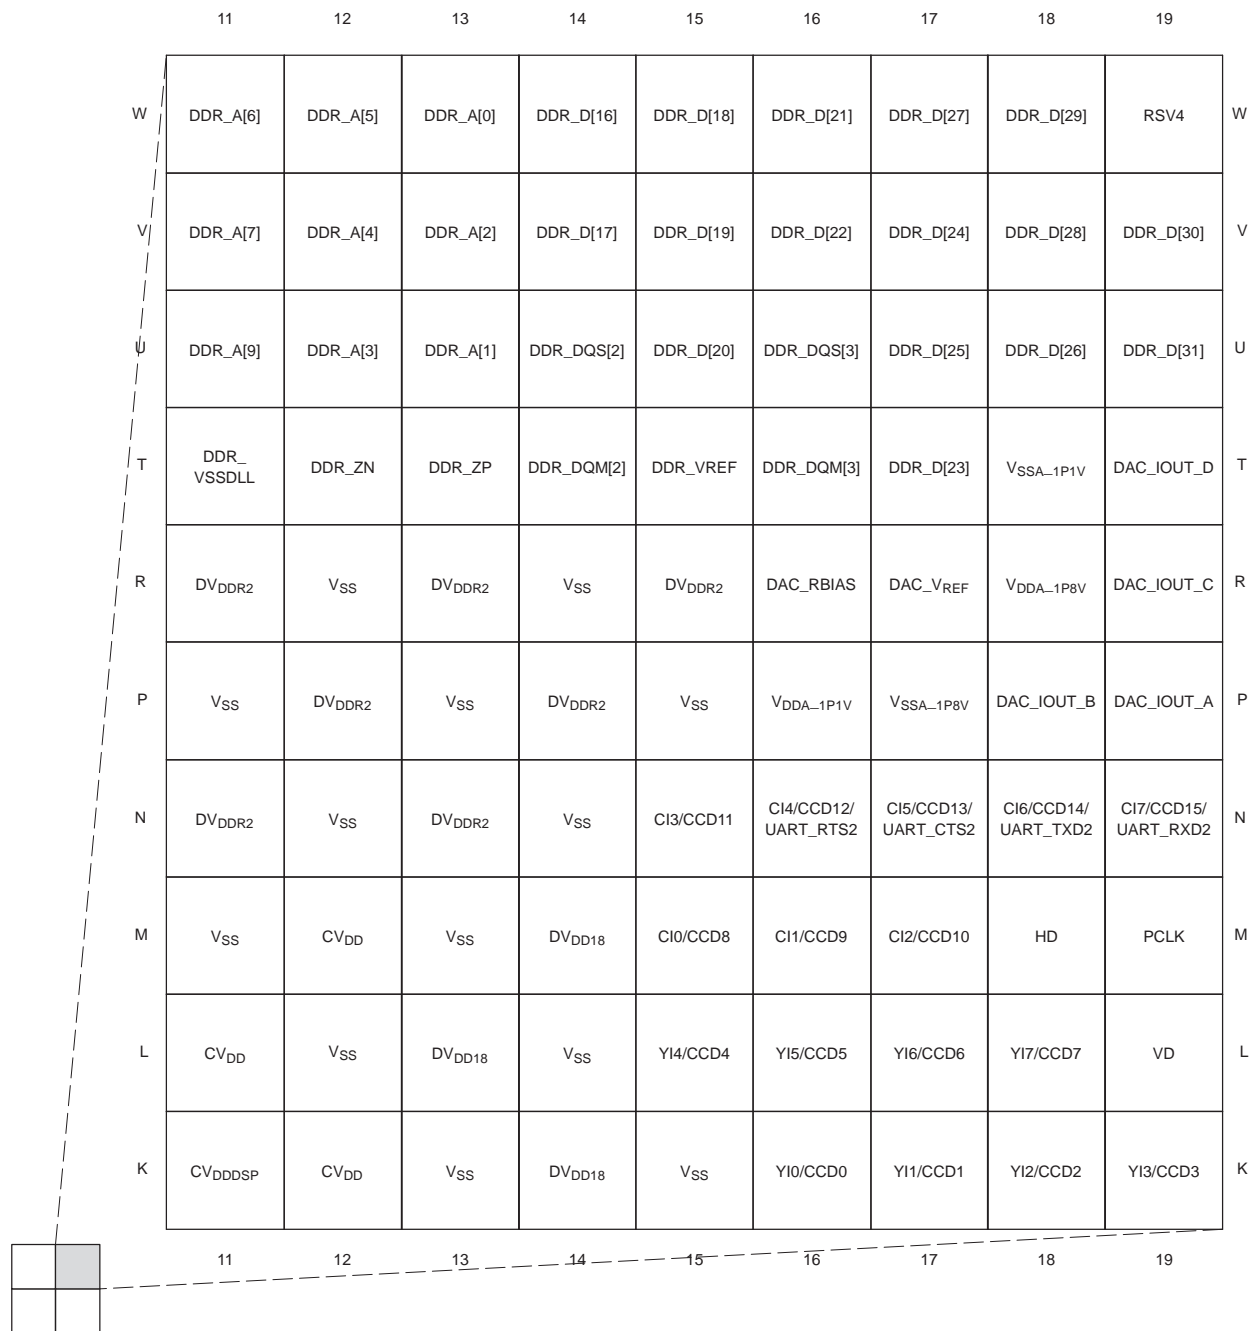 11 12 13 14 15 16 17 18 19
W DDR_A[6] DDR_A[5] DDR_A[0] DDR_D[16] DDR_D[18] DDR_D[21] DDR_D[27] DDR_D[29] RSV4 W
V DDR_A[7] DDR_A[4] DDR_A[2] DDR_D[17] DDR_D[19] DDR_D[22] DDR_D[24] DDR_D[28] DDR_D[30] V
U DDR_A[9] DDR_A[3] DDR_A[1] DDR_DQS[2] DDR_D[20] DDR_DQS[3] DDR_D[25] DDR_D[26] DDR_D[31] U
T DDR_VSSDLL DDR_ZN DDR_ZP DDR_DQM[2] DDR_VREF DDR_DQM[3] DDR_D[23] VSSA_1P1V DAC_IOUT_D T
R DVDDR2 VSS DVDDR2 VSS DVDDR2 DAC_RBIAS DAC_VREF VDDA_1P8V DAC_IOUT_C R
P VSS DVDDR2 VSS DVDDR2 VSS VDDA_1P1V VSSA_1P8V DAC_IOUT_B DAC_IOUT_A P
N DVDDR2 VSS DVDDR2 VSS CI3/CCD11 CI4/CCD12/UART_RTS2 CI5/CCD13/UART_CTS2 CI6/CCD14/UART_TXD2 CI7/CCD15/UART_RXD2 N
M VSS CVDD VSS DVDD18 CI0/CCD8 CI1/CCD9 CI2/CCD10 HD PCLK M
L CVDD VSS DVDD18 VSS YI4/CCD4 YI5/CCD5 YI6/CCD6 YI7/CCD7 VD L
K CVDDDSP CVDD VSS DVDD18 VSS YI0/CCD0 YI1/CCD1 YI2/CCD2 YI3/CCD3 K
11 12 13 14 15 16 17 18 19